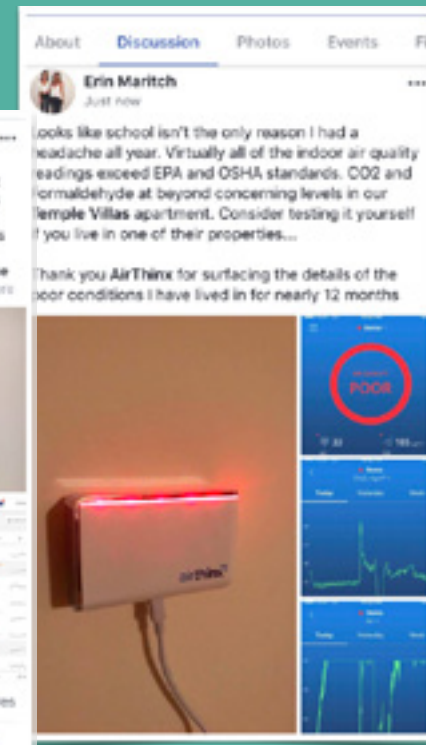 About Discussion Photos Events
Erin Maritch
Just now
Looks like school isn't the only reason I had a
headache all year. Virtually all of the indoor air quality
readings exceed EPA and OSHA standards. CO2 and
Formaldehyde at beyond concerning levels in our
Temple Villas apartment. Consider testing it yourself
if you live in one of their properties...
Thank you AirThinx for surfacing the details of the
poor conditions I have lived in for nearly 12 months
POOR
airthinx
Today
Today